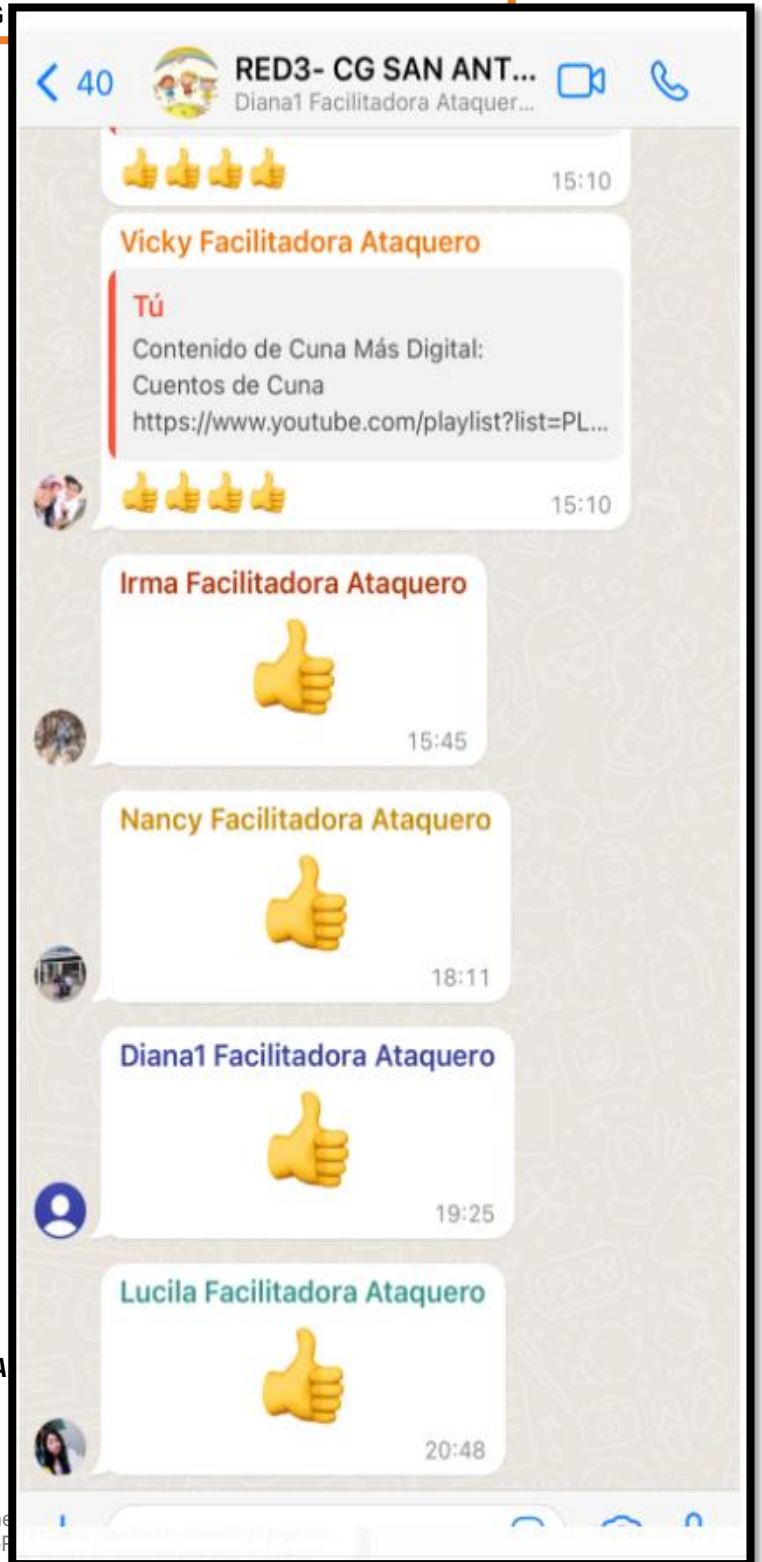 G
40
RED3- CG SAN ANT...
Diana1 Facilitadora Ataquer...
👍👍👍👍
15:10
Vicky Facilitadora Ataquero
Tú
Contenido de Cuna Más Digital:
Cuentos de Cuna
https://www.youtube.com/playlist?list=PL...
👍👍👍👍
15:10
Irma Facilitadora Ataquero
👍
15:45
Nancy Facilitadora Ataquero
👍
18:11
Diana1 Facilitadora Ataquero
👍
19:25
Lucila Facilitadora Ataquero
👍
20:48